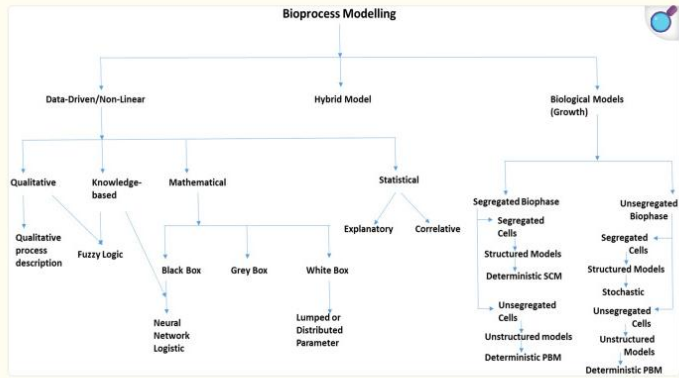 Bioprocess Modelling
Data-Driven/Non-Linear
Hybrid Model
Biological Models
(Growth)
Qualitative
Knowledge-
based
Mathematical
Statistical
Qualitative
process
description
Fuzzy Logic
Black Box
Grey Box
White Box
Explanatory
Correlative
Neural
Network
Logistic
Lumped or
Distributed
Parameter
Segregated Biophase
Segregated
Cells
Structured Models
Deterministic SCM
Unsegregated
Cells
Unstructured models
Deterministic PBM
Unsegregated
Biophase
Segregated
Cells
Structured Models
Stochastic
Unsegregated
Cells
Unstructured
Models
Deterministic PBM